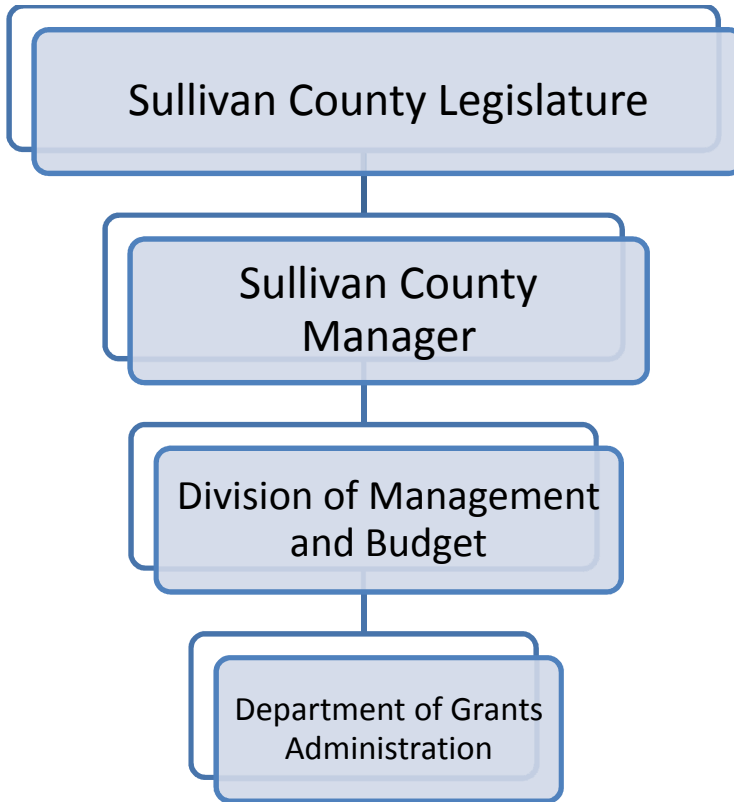 Sullivan County Legislature
Sullivan County
Manager
Division of Management
and Budget
Department of Grants
Administration